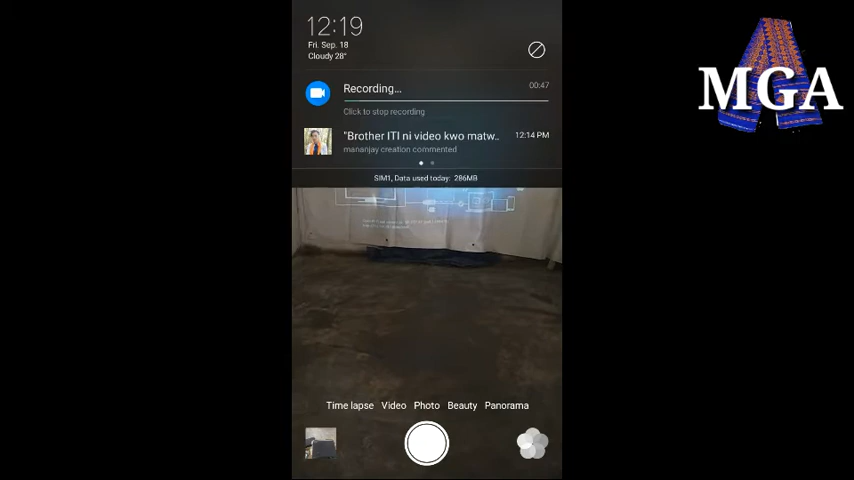 12:19
Fri. Sep. 18
Cloudy 28°
Recording...
00:47
Click to stop recording
"Brother ITI ni video kwo matw..
12:14 PM
mananjay creation commented
SIM1, Data used today: 286MB
Time lapse Video Photo Beauty Panorama
MGA